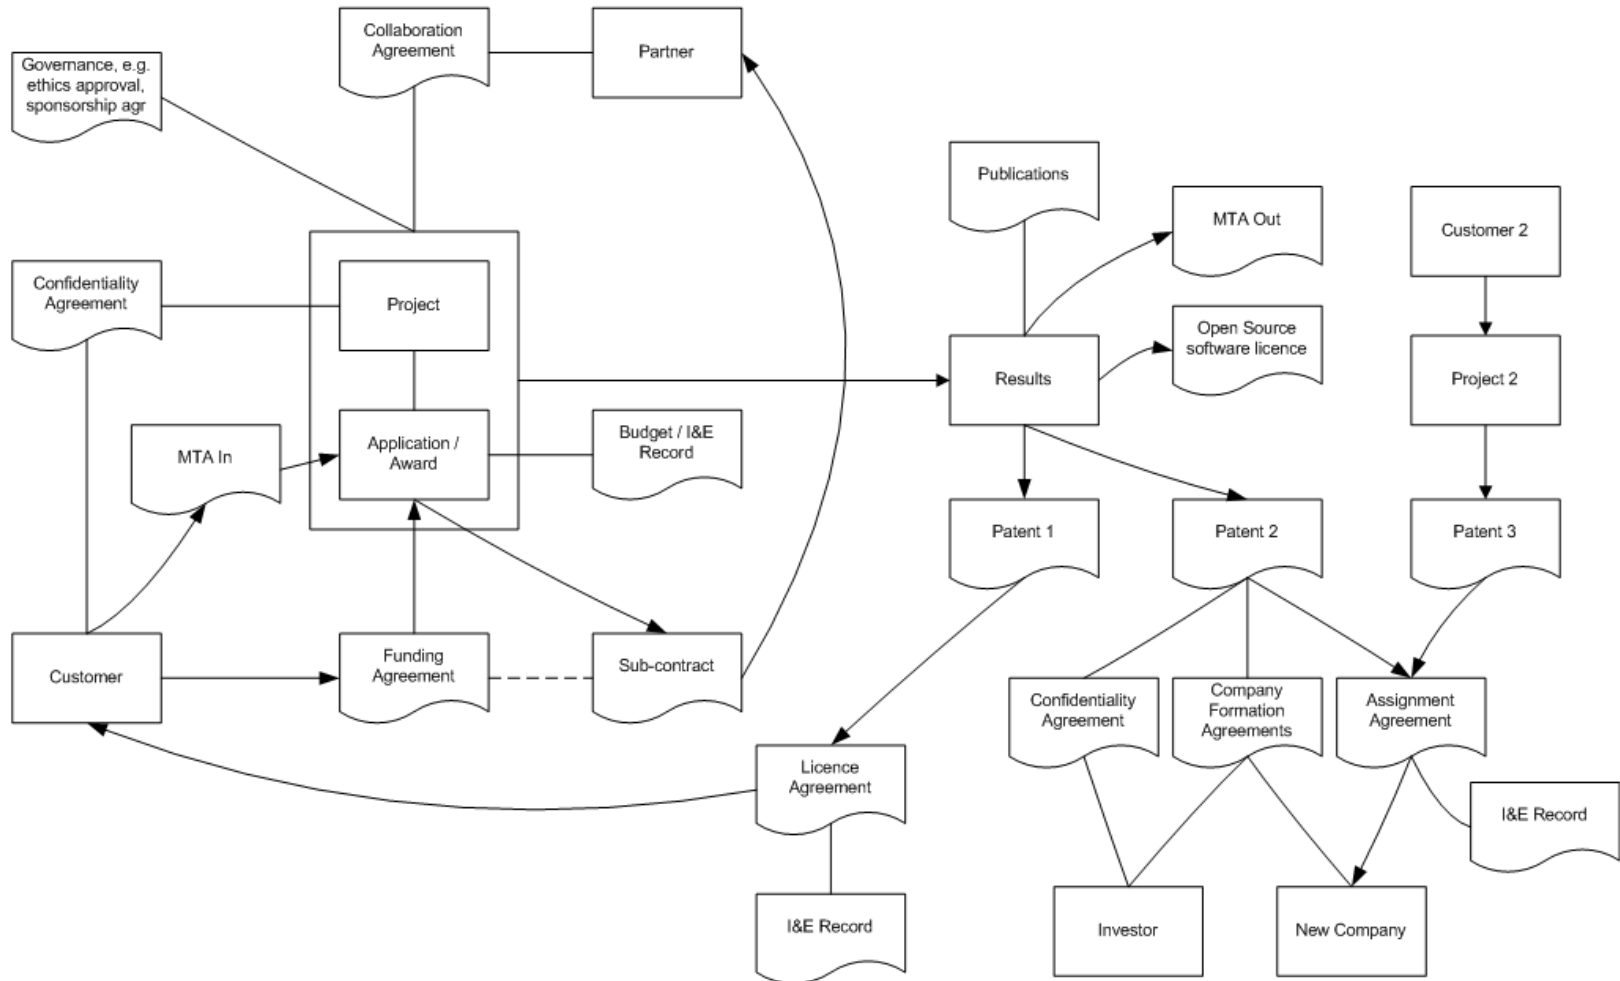 Collaboration
Agreement
Partner
Governance, e.g.
ethics approval,
sponsorship agr
Publications
MTA Out
Customer 2
Confidentiality
Agreement
Project
Open Source
software licence
Results
Project 2
MTA In
Application /
Award
Budget / I&E
Record
Patent 1
Patent 2
Patent 3
Customer
Funding
Agreement
Sub-contract
Confidentiality
Agreement
Company
Formation
Agreements
Assignment
Agreement
Licence
Agreement
I&E Record
I&E Record
Investor
New Company